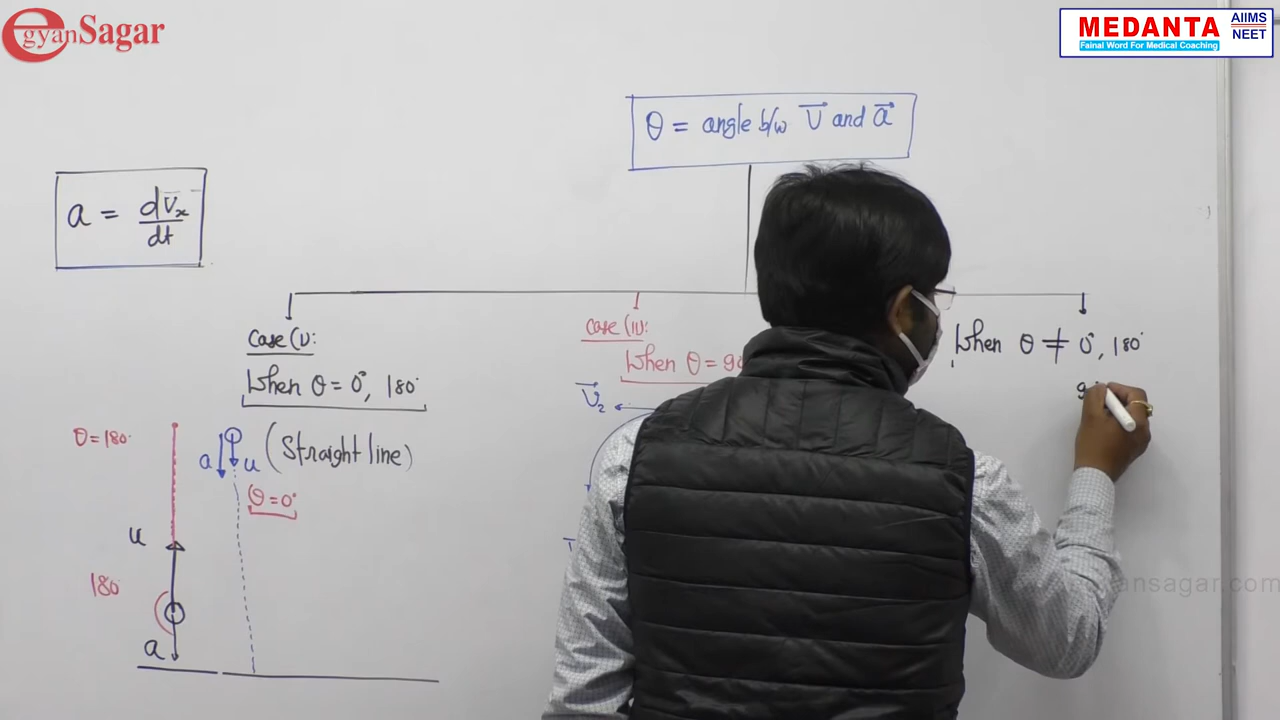 egyanSagar
MEDANTA
AIIMS
NEET
Fainal Word For Medical Coaching
θ = angle b/w V⃗ and a⃗
a = dVx/dt
Case (I):
When θ = 0°, 180°
Case (II):
When θ = 90
When θ ≠ 0°, 180°
θ = 180°
a u (Straight line)
θ = 0°
V⃗2
u
180°
a